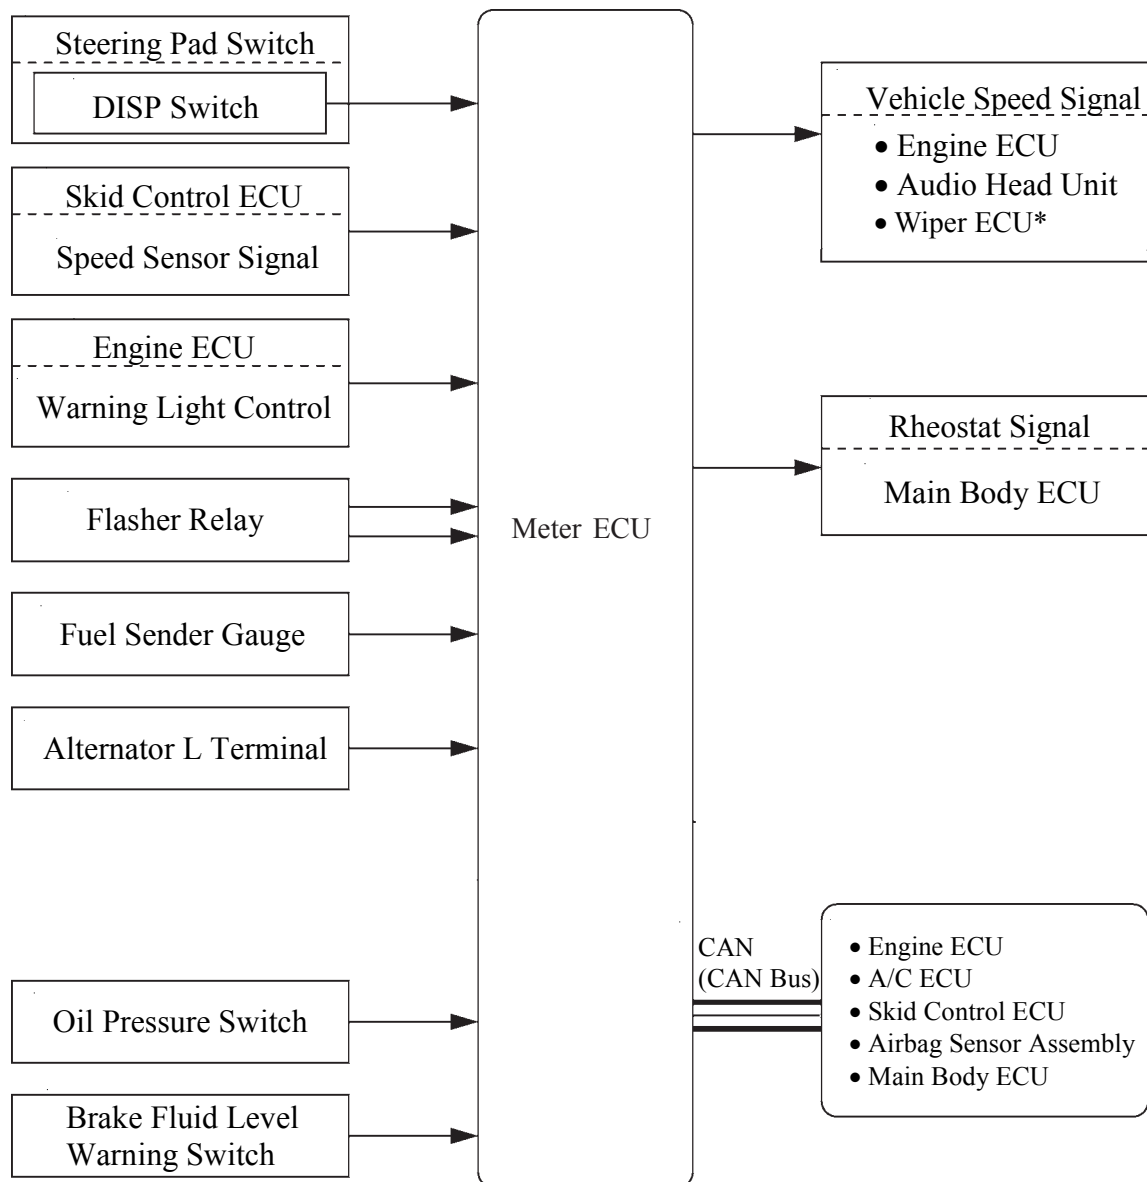 Steering Pad Switch
DISP Switch
Skid Control ECU
Speed Sensor Signal
Engine ECU
Warning Light Control
Flasher Relay
Fuel Sender Gauge
Alternator L Terminal
Oil Pressure Switch
Brake Fluid Level
Warning Switch
Meter ECU
Vehicle Speed Signal
• Engine ECU
• Audio Head Unit
• Wiper ECU*
Rheostat Signal
Main Body ECU
CAN
(CAN Bus)
• Engine ECU
• A/C ECU
• Skid Control ECU
• Airbag Sensor Assembly
• Main Body ECU